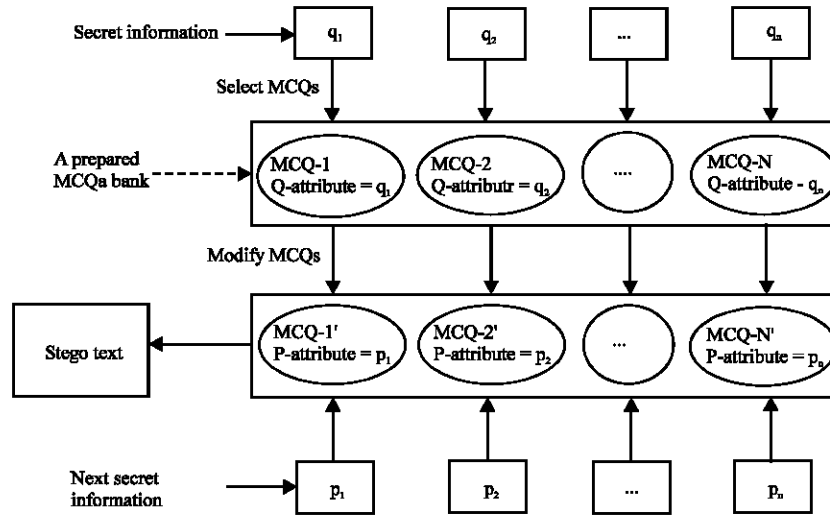 Secret information
q₁
q₂
...
qₙ
Select MCQs
A prepared
MCQa bank
MCQ-1
Q-attribute = q₁
MCQ-2
Q-attributr = q₂
....
MCQ-N
Q-attribute - qₙ
Modify MCQs
Stego text
MCQ-1'
P-attribute = p₁
MCQ-2'
P-attribute = p₂
...
MCQ-N'
P-attribute = pₙ
Next secret
information
p₁
p₂
...
pₙ